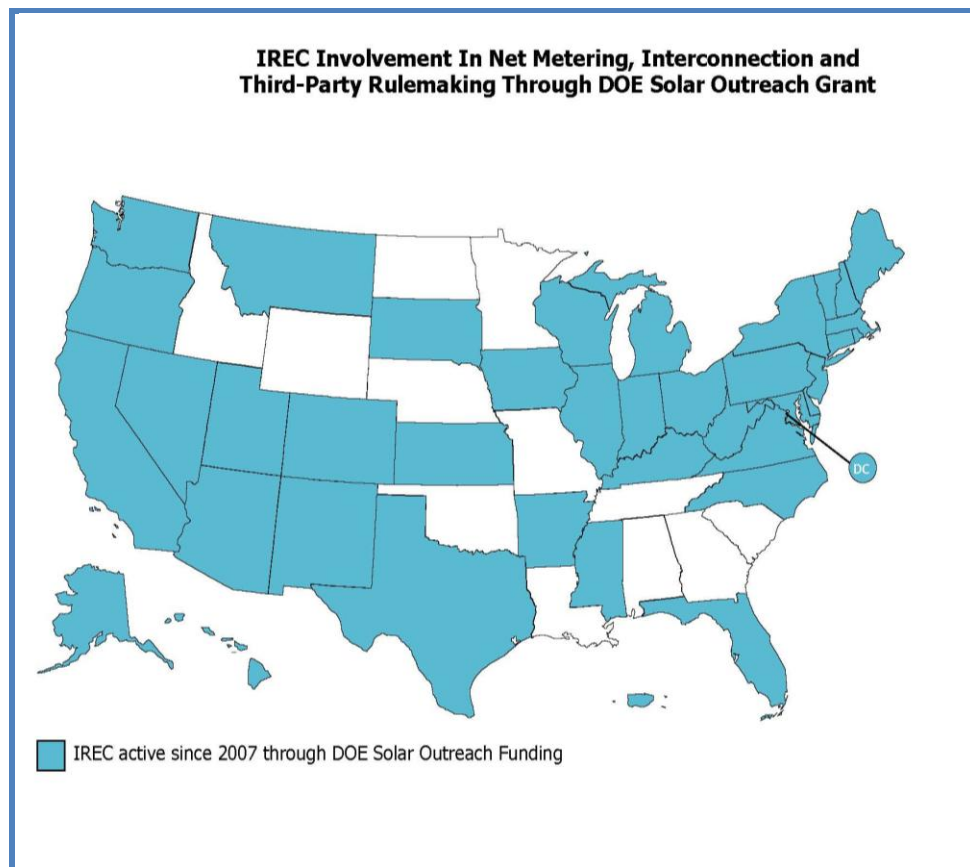 IREC Involvement In Net Metering, Interconnection and
Third-Party Rulemaking Through DOE Solar Outreach Grant
DC
IREC active since 2007 through DOE Solar Outreach Funding